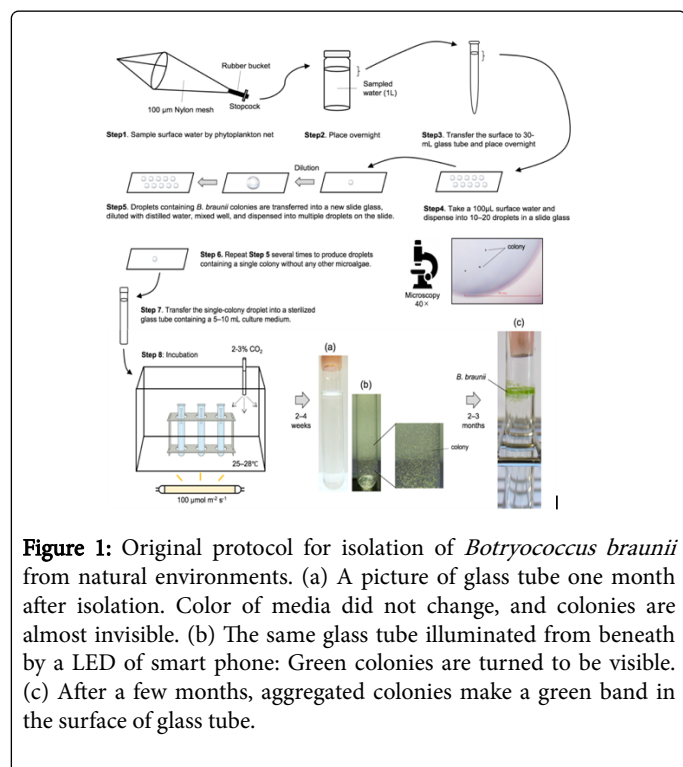 Rubber bucket
100 μm Nylon mesh
Stopcock
Sampled
water (1L)
Step1. Sample surface water by phytoplankton net
Step2. Place overnight
Step3. Transfer the surface to 30-
mL glass tube and place overnight
Dilution
Step5. Droplets containing B. braunii colonies are transferred into a new slide glass,
diluted with distilled water, mixed well, and dispensed into multiple droplets on the slide.
Step4. Take a 100μL surface water and
dispense into 10–20 droplets in a slide glass
Step 6. Repeat Step 5 several times to produce droplets
containing a single colony without any other microalgae.
colony
Microscopy
40×
Step 7. Transfer the single-colony droplet into a sterilized
glass tube containing a 5–10 mL culture medium.
Step 8: Incubation
2-3% CO2
25–28℃
100 μmol m-2 s-1
2–4
weeks
(a)
(b)
colony
2–3
months
(c)
B. braunii
Figure 1: Original protocol for isolation of Botryococcus braunii
from natural environments. (a) A picture of glass tube one month
after isolation. Color of media did not change, and colonies are
almost invisible. (b) The same glass tube illuminated from beneath
by a LED of smart phone: Green colonies are turned to be visible.
(c) After a few months, aggregated colonies make a green band in
the surface of glass tube.